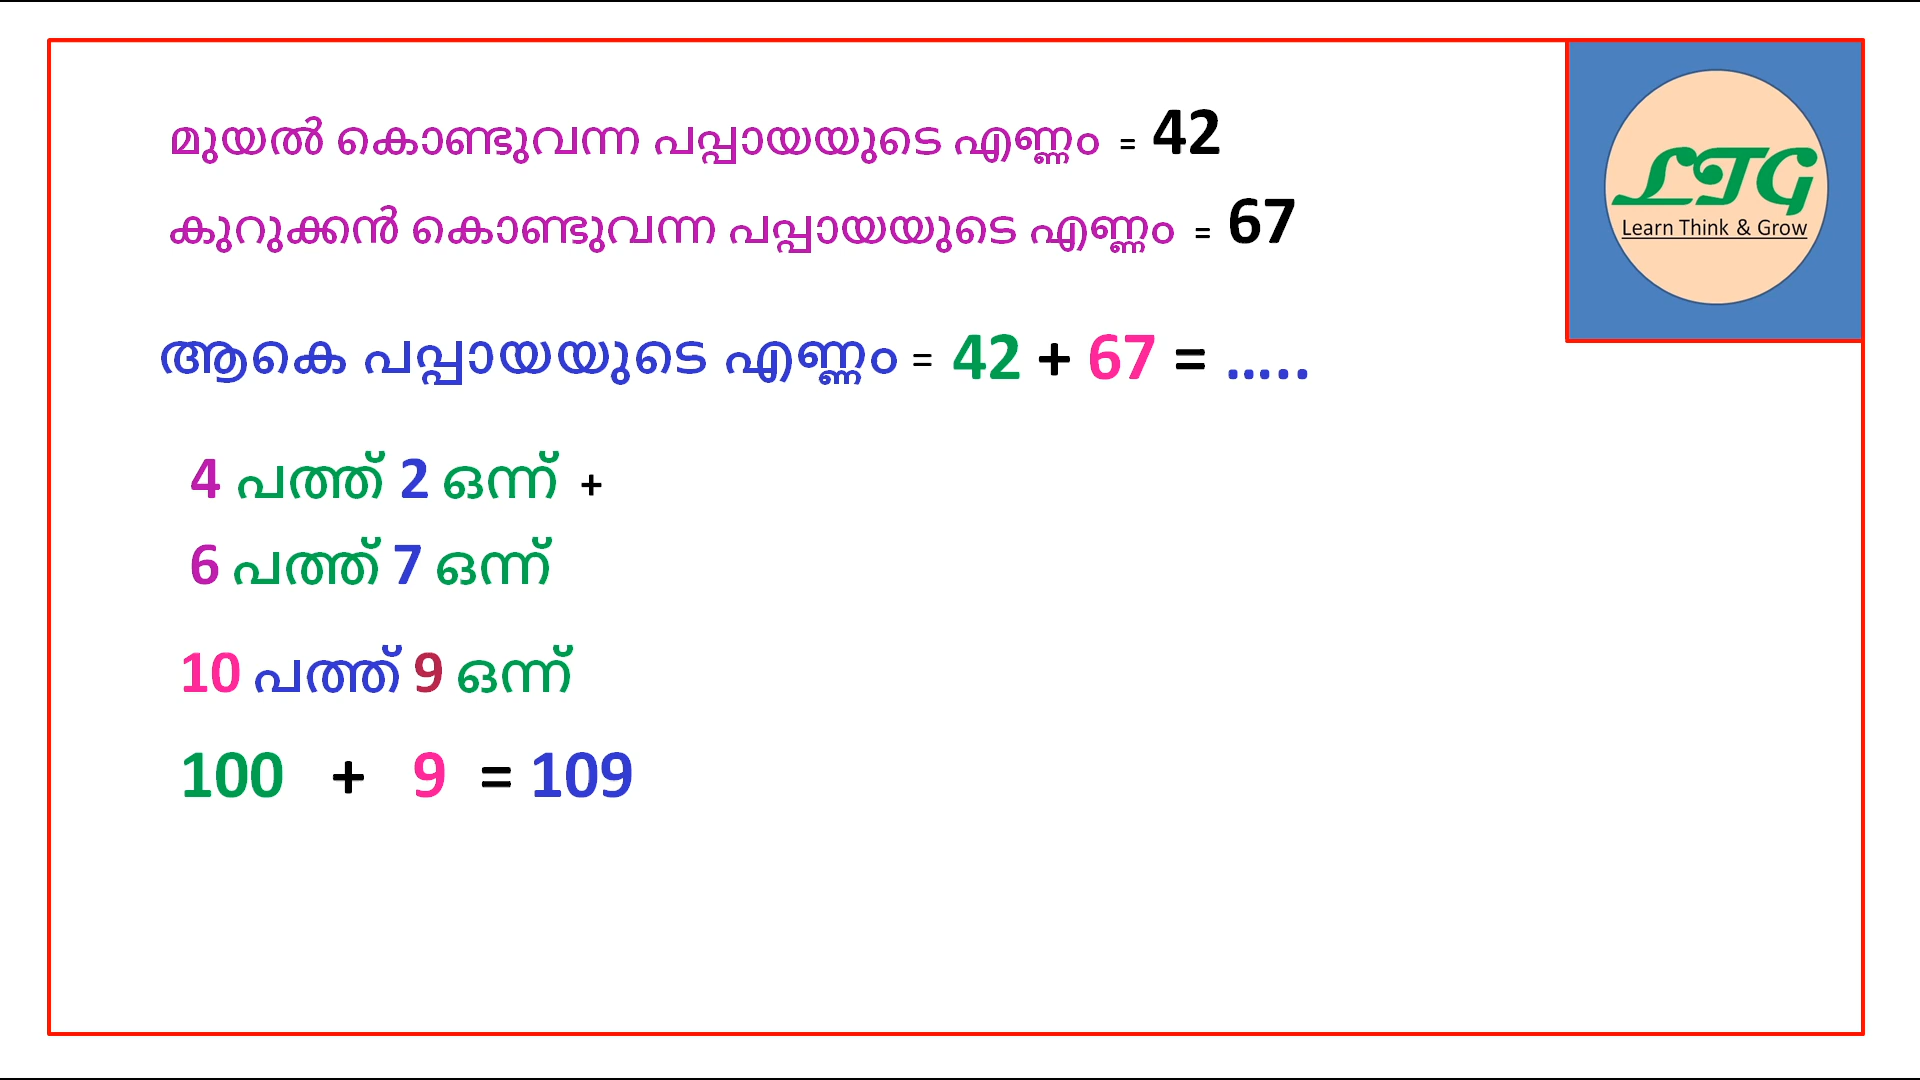 മുയൽ കൊണ്ടുവന്ന പപ്പായയുടെ എണ്ണം = 42
കുറുക്കൻ കൊണ്ടുവന്ന പപ്പായയുടെ എണ്ണം = 67
LTG
Learn Think & Grow
ആകെ പപ്പായയുടെ എണ്ണം = 42 + 67 = .....
4 പത്ത് 2 ഒന്ന് +
6 പത്ത് 7 ഒന്ന്
10 പത്ത് 9 ഒന്ന്
100 + 9 = 109